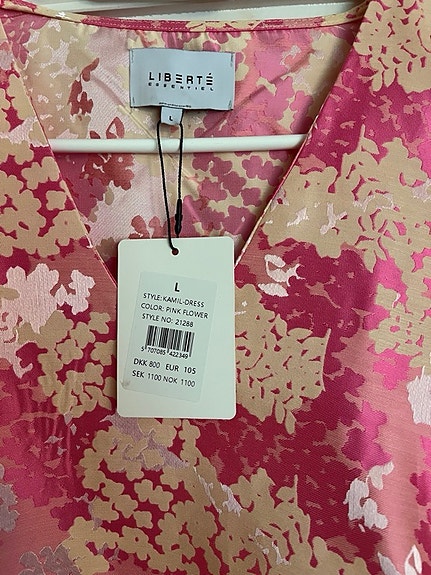 LIBERTÉ
ESSENTIEL
L
L
STYLE:KAMIL-DRESS
COLOR: PINK FLOWER
STYLE NO: 21288
5 707085 422349
DKK 800 EUR 105
SEK 1100 NOK 1100